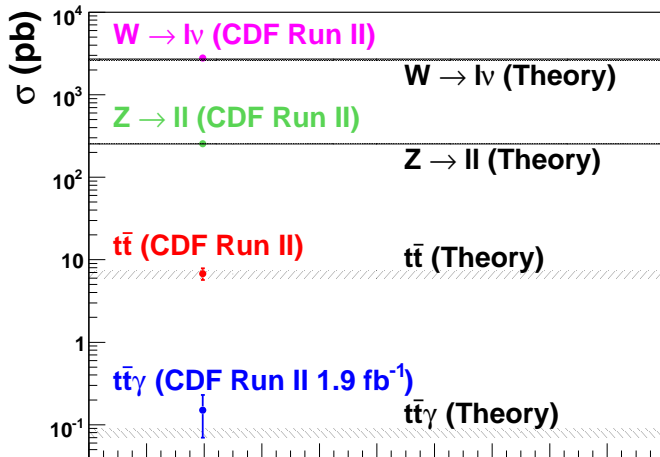 σ (pb)
10⁴
W → lν (CDF Run II)
W → lν (Theory)
10³
Z → ll (CDF Run II)
Z → ll (Theory)
10²
tt̄ (CDF Run II)
tt̄ (Theory)
10
1
tt̄γ (CDF Run II 1.9 fb⁻¹)
tt̄γ (Theory)
10⁻¹